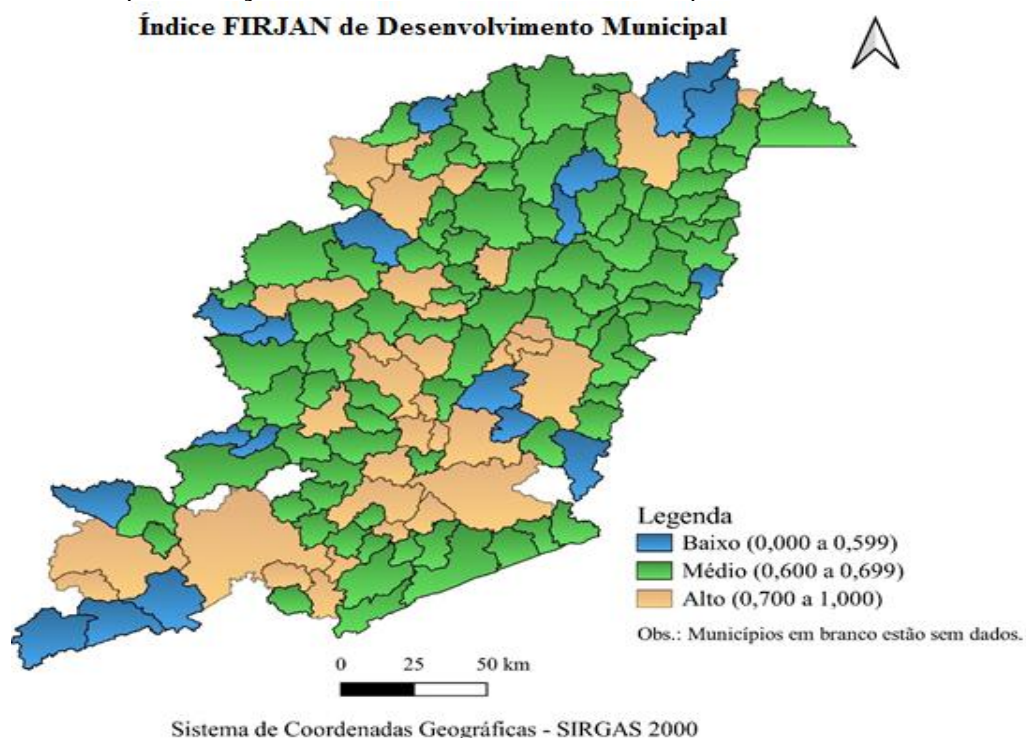 Índice FIRJAN de Desenvolvimento Municipal
Legenda
Baixo (0,000 a 0,599)
Médio (0,600 a 0,699)
Alto (0,700 a 1,000)
Obs.: Municípios em branco estão sem dados.
0 25 50 km
Sistema de Coordenadas Geográficas - SIRGAS 2000